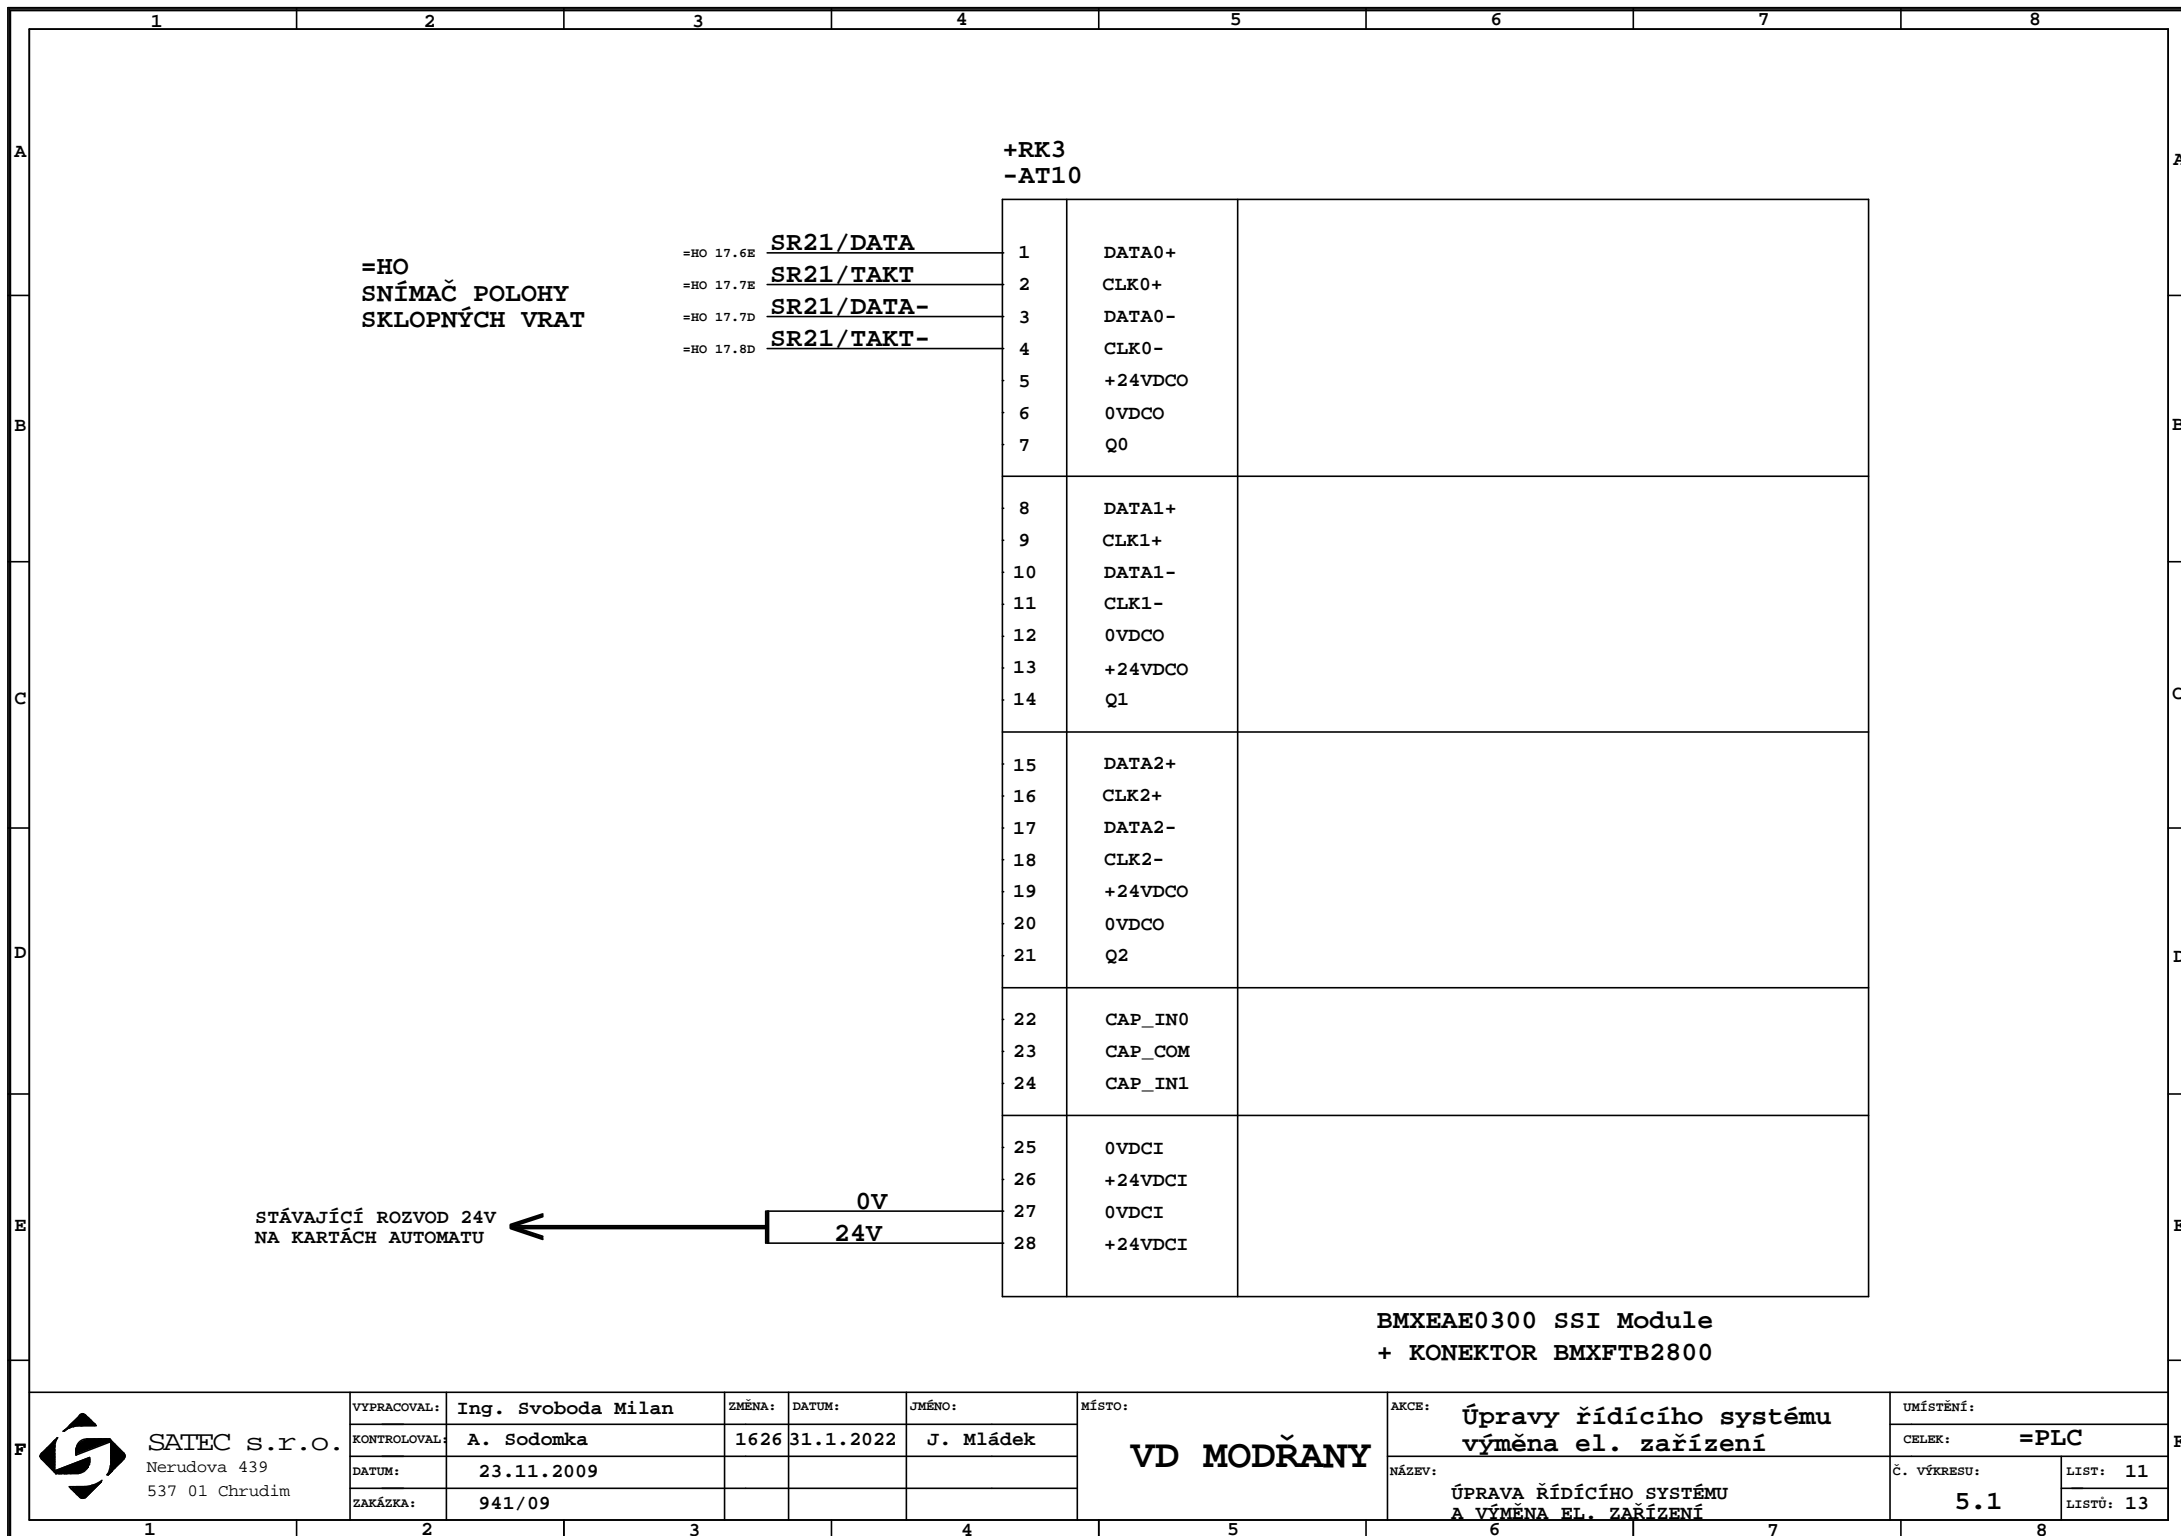 1 2 3 4 5 6 7 8
A A
+RK3
-AT10
=HO
SNÍMAČ POLOHY
SKLOPNÝCH VRAT
=HO 17.6E SR21/DATA 1 DATA0+
=HO 17.7E SR21/TAKT 2 CLK0+
=HO 17.7D SR21/DATA- 3 DATA0-
=HO 17.8D SR21/TAKT- 4 CLK0-
5 +24VDCO
6 0VDCO
B B
7 Q0
8 DATA1+
9 CLK1+
10 DATA1-
11 CLK1-
12 0VDCO
13 +24VDCO
C C
14 Q1
15 DATA2+
16 CLK2+
17 DATA2-
18 CLK2-
19 +24VDCO
20 0VDCO
D D
21 Q2
22 CAP_IN0
23 CAP_COM
24 CAP_IN1
25 0VDCI
26 +24VDCI
0V 27 0VDCI
24V 28 +24VDCI
E E
STÁVAJÍCÍ ROZVOD 24V
NA KARTÁCH AUTOMATU
BMXEAE0300 SSI Module
+ KONEKTOR BMXFTB2800
F F
SATEC s.r.o.
Nerudova 439
537 01 Chrudim
VYPRACOVAL: Ing. Svoboda Milan
KONTROLOVAL: A. Sodomka
DATUM: 23.11.2009
ZAKÁZKA: 941/09
ZMĚNA: DATUM: JMÉNO:
1626 31.1.2022 J. Mládek
MÍSTO:
VD MODŘANY
AKCE: Úpravy řídícího systému
výměna el. zařízení
NÁZEV:
ÚPRAVA ŘÍDÍCÍHO SYSTÉMU
A VÝMĚNA EL. ZAŘÍZENÍ
UMÍSTĚNÍ:
CELEK: =PLC
Č. VÝKRESU:
5.1
LIST: 11
LISTŮ: 13
1 2 3 4 5 6 7 8